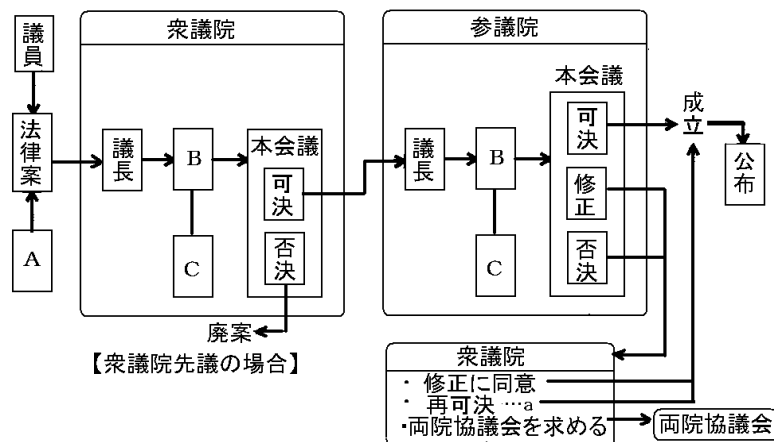 議員
法律案
A
衆議院
議長
B
C
本会議
可決
否決
廃案
【衆議院先議の場合】
参議院
議長
B
C
本会議
可決
修正
否決
成立
公布
衆議院
・ 修正に同意
・ 再可決 …a
・両院協議会を求める
両院協議会